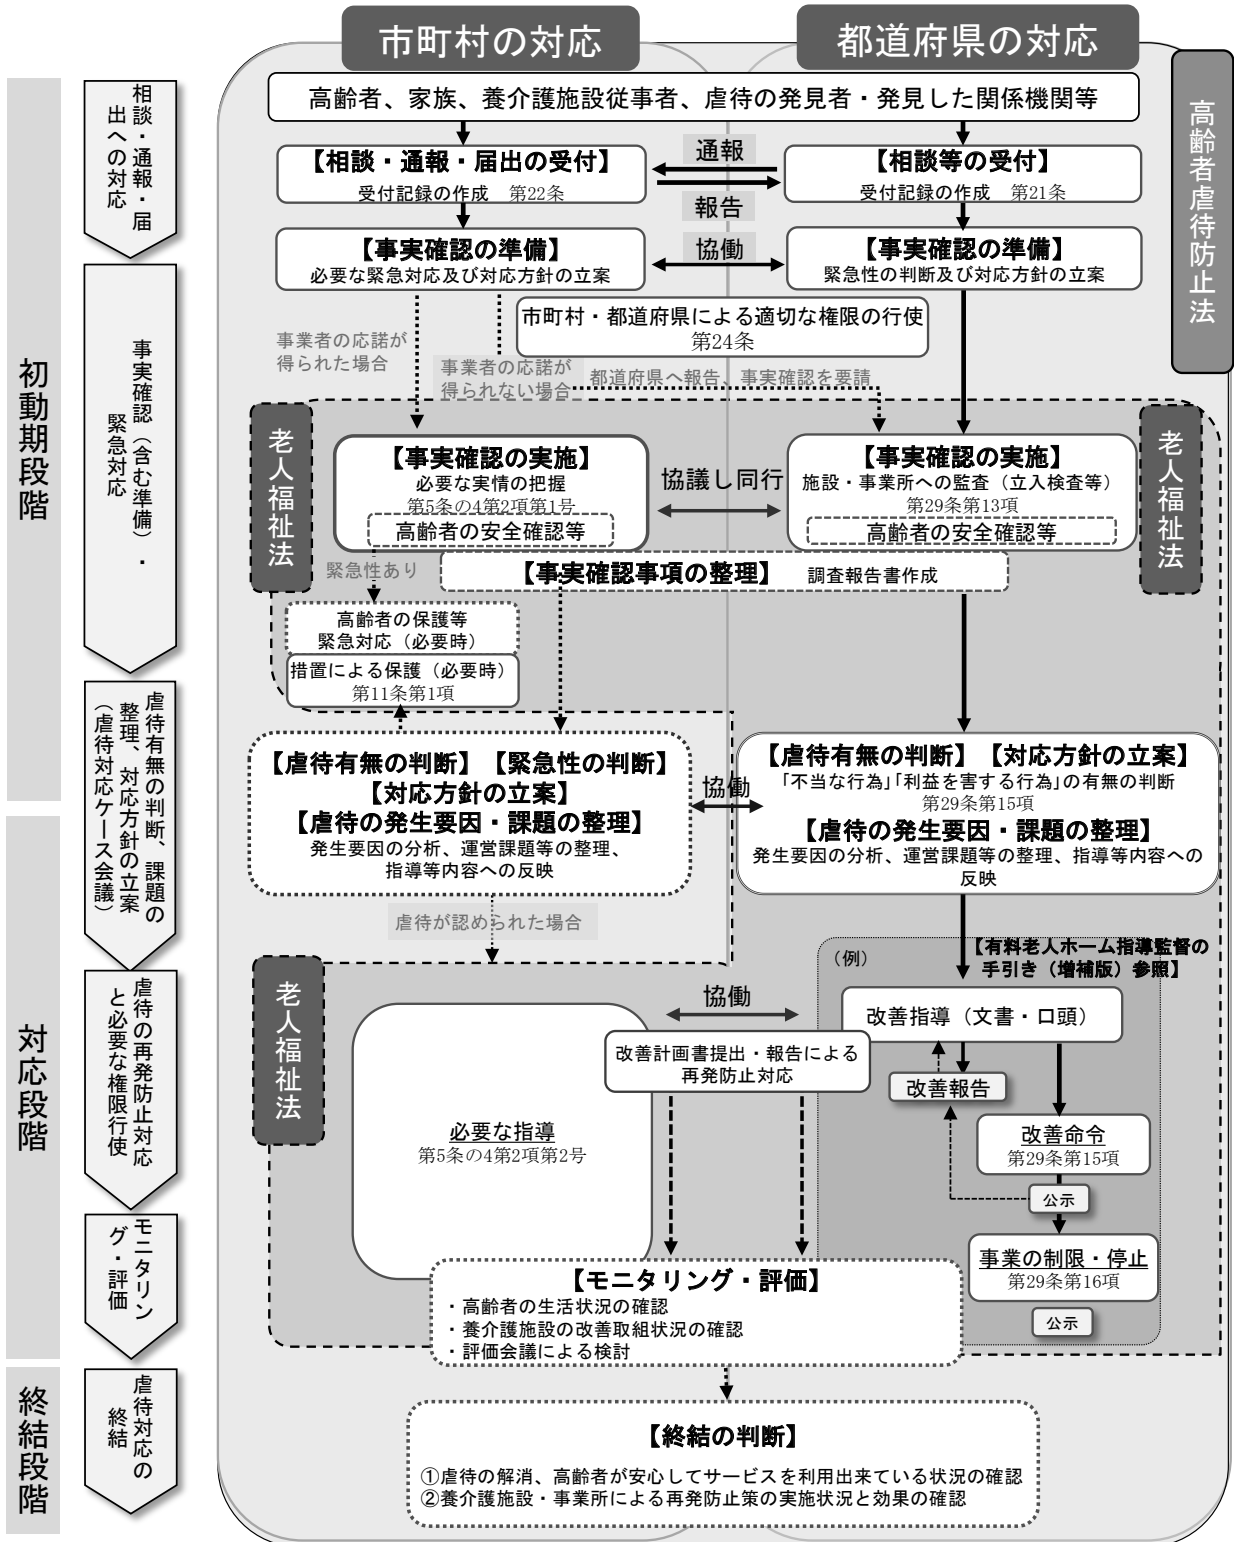 市町村の対応
都道府県の対応
高齢者虐待防止法
高齢者、家族、養介護施設従事者、虐待の発見者・発見した関係機関等
初動期段階
相談・通報・届
出への対応
【相談・通報・届出の受付】
受付記録の作成　第22条
通報
報告
【相談等の受付】
受付記録の作成　第21条
【事実確認の準備】
必要な緊急対応及び対応方針の立案
協働
【事実確認の準備】
緊急性の判断及び対応方針の立案
事実確認（含む準備）・
緊急対応
市町村・都道府県による適切な権限の行使
第24条
事業者の応諾が
得られた場合
事業者の応諾が
得られない場合
都道府県へ報告、事実確認を要請
老人福祉法
老人福祉法
【事実確認の実施】
必要な実情の把握
第5条の4第2項第1号
高齢者の安全確認等
協議し同行
【事実確認の実施】
施設・事業所への監査（立入検査等）
第29条第13項
高齢者の安全確認等
緊急性あり
【事実確認事項の整理】　調査報告書作成
高齢者の保護等
緊急対応（必要時）
措置による保護（必要時）
第11条第1項
虐待有無の判断、課題の
整理、対応方針の立案
（虐待対応ケース会議）
【虐待有無の判断】【緊急性の判断】
【対応方針の立案】
【虐待の発生要因・課題の整理】
発生要因の分析、運営課題等の整理、
指導等内容への反映
協働
【虐待有無の判断】【対応方針の立案】
「不当な行為」「利益を害する行為」の有無の判断
第29条第15項
【虐待の発生要因・課題の整理】
発生要因の分析、運営課題等の整理、指導等内容への
反映
虐待が認められた場合
対応段階
虐待の再発防止対応
と必要な権限行使
老人福祉法
（例）
【有料老人ホーム指導監督の
手引き（増補版）参照】
協働
改善指導（文書・口頭）
改善計画書提出・報告による
再発防止対応
改善報告
必要な指導
第5条の4第2項第2号
改善命令
第29条第15項
公示
事業の制限・停止
第29条第16項
公示
モニタリン
グ・評価
【モニタリング・評価】
・高齢者の生活状況の確認
・養介護施設の改善取組状況の確認
・評価会議による検討
終結段階
虐待対応の
終結
【終結の判断】
①虐待の解消、高齢者が安心してサービスを利用出来ている状況の確認
②養介護施設・事業所による再発防止策の実施状況と効果の確認